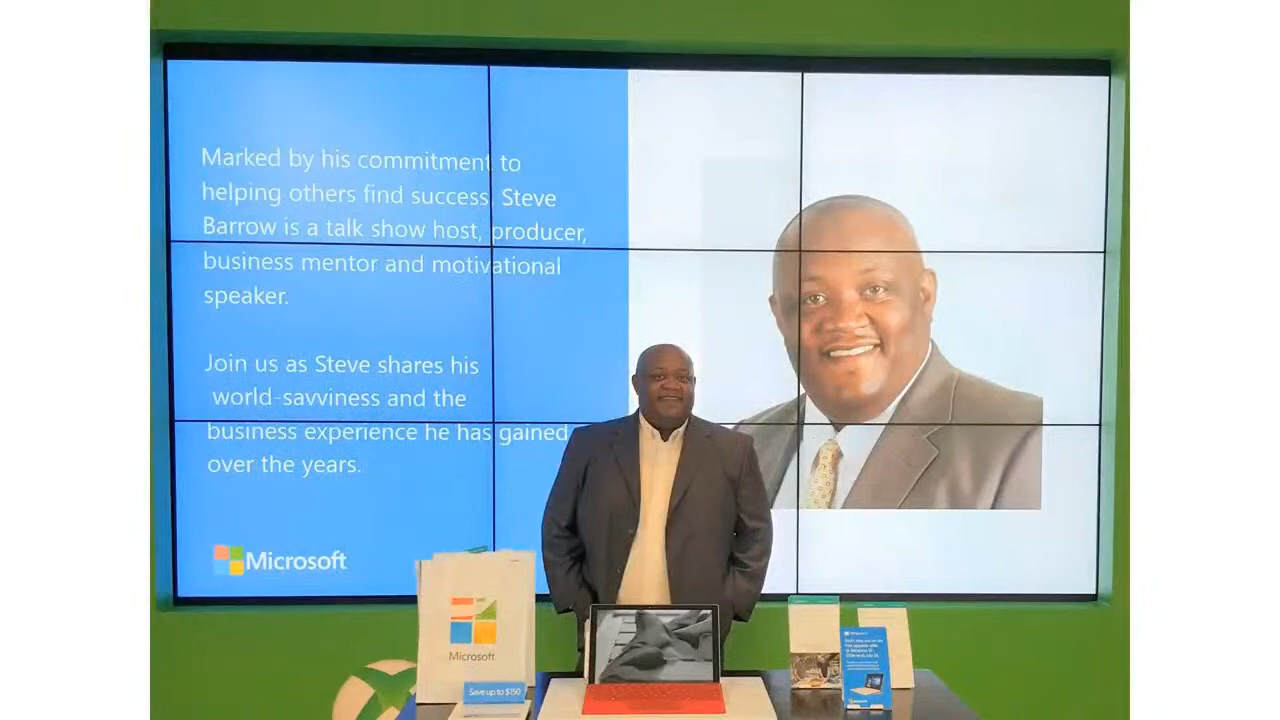 Marked by his commitment to
helping others find success, Steve
Barrow is a talk show host, producer,
business mentor and motivational
speaker.
Join us as Steve shares his
world-savviness and the
business experience he has gained
over the years.
Microsoft
Microsoft
Save up to $150